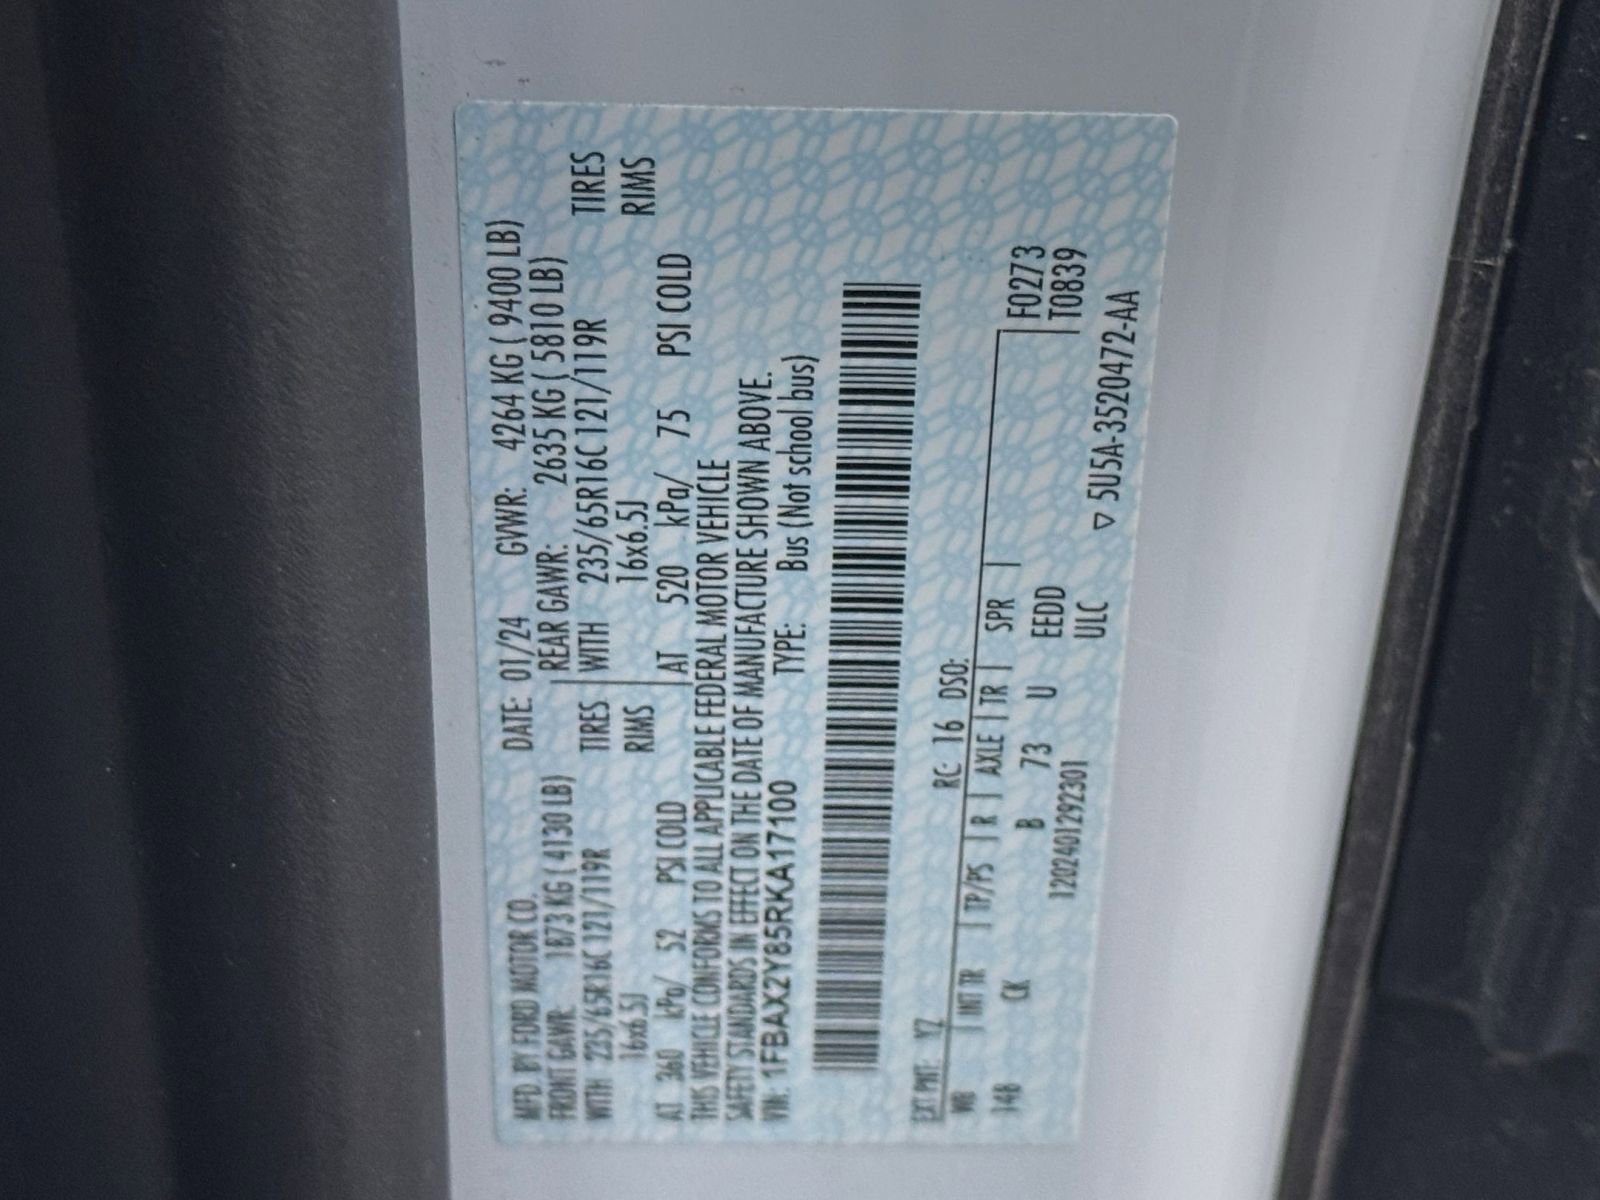 MFD. BY FORD MOTOR CO. DATE: 01/24 GVWR: 4264 KG ( 9400 LB)
FRONT GAWR: 1873 KG ( 4130 LB) REAR GAWR: 2635 KG ( 5810 LB)
WITH 235/65R16C 121/119R TIRES WITH 235/65R16C 121/119R TIRES
16x6.5J RIMS 16x6.5J RIMS
AT 360 kPa/ 52 PSI COLD AT 520 kPa/ 75 PSI COLD
THIS VEHICLE CONFORMS TO ALL APPLICABLE FEDERAL MOTOR VEHICLE
SAFETY STANDARDS IN EFFECT ON THE DATE OF MANUFACTURE SHOWN ABOVE.
VIN: 1FBAX2Y85RKA17100 TYPE: Bus (Not school bus)
EXT PNT: YZ RC: 16 DSO:
WB INT TR TP/PS R AXLE TR SPR F0273
148 CK B 73 U EEDD T0839
1202401292301 ULC
▽ 5U5A-3520472-AA